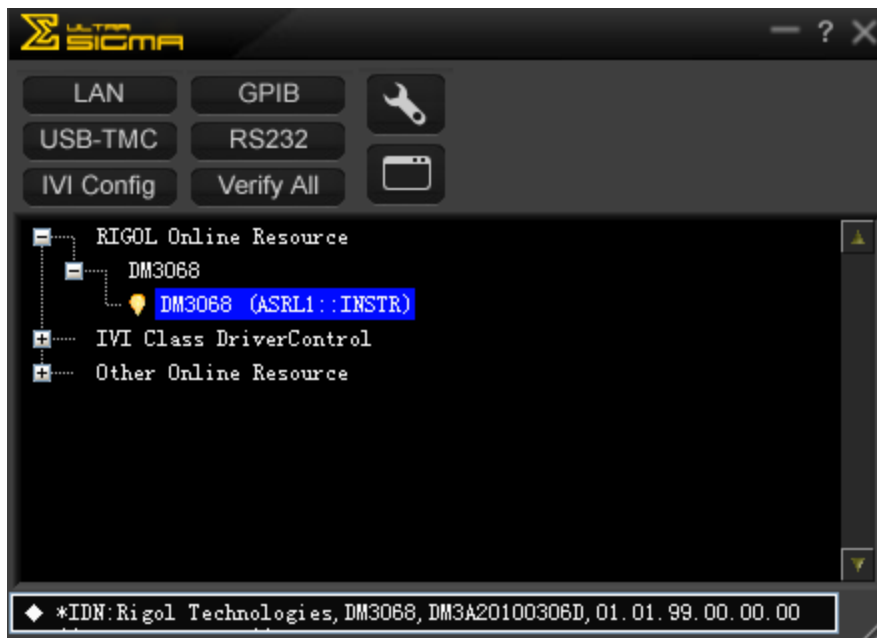 ULTRA
SIGMA
?
LAN GPIB
USB-TMC RS232
IVI Config Verify All
RIGOL Online Resource
DM3068
DM3068 (ASRL1::INSTR)
IVI Class DriverControl
Other Online Resource
*IDN:Rigol Technologies,DM3068,DM3A20100306D,01.01.99.00.00.00